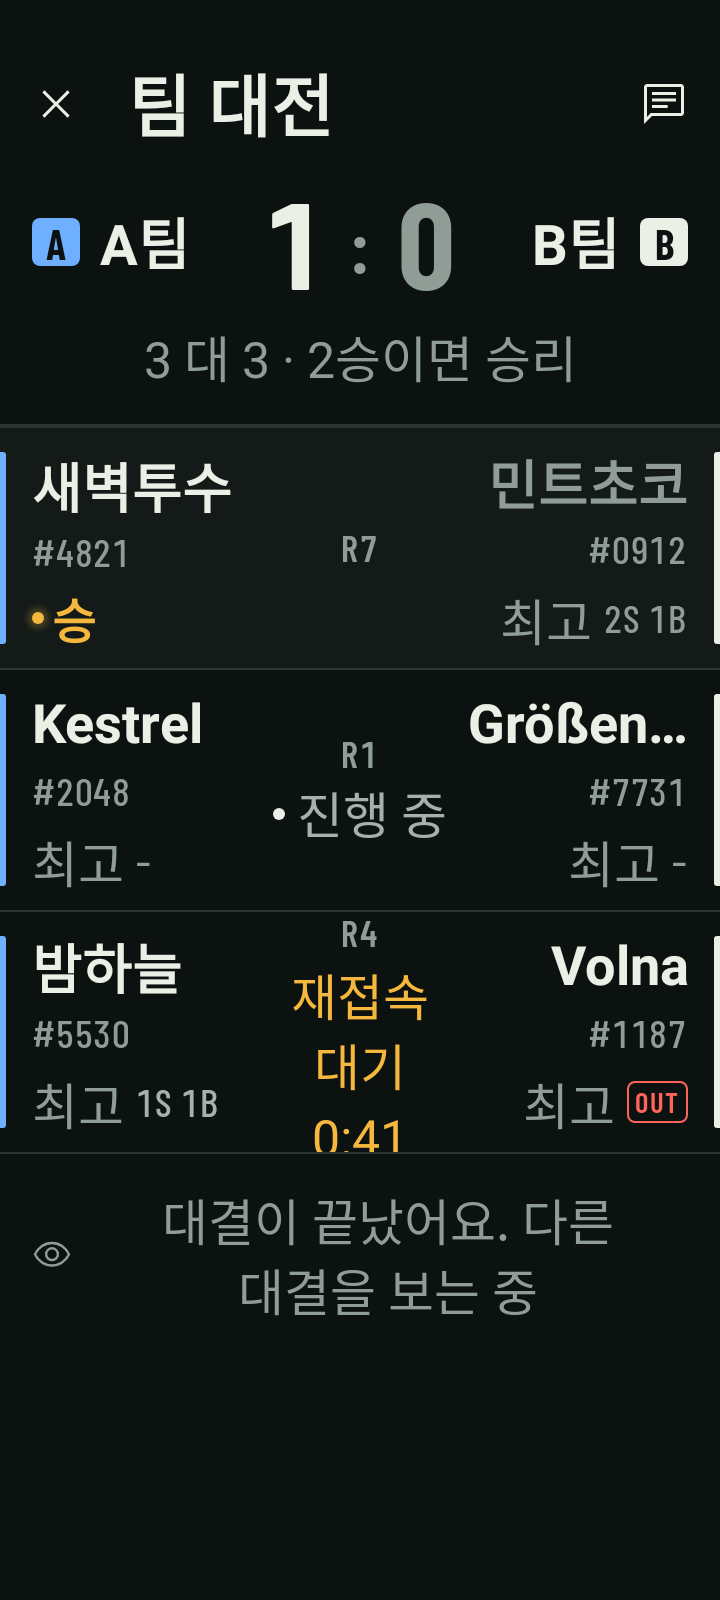 팀 대전
A A팀 1 : 0 B팀 B
3 대 3 · 2승이면 승리
새벽투수 민트초코
#4821 R7 #0912
승 최고 2S 1B
Kestrel Größen…
R1
#2048 #7731
진행 중
최고 - 최고 -
R4
밤하늘 Volna
재접속
#5530 #1187
대기
최고 1S 1B 최고 OUT
0:41
대결이 끝났어요. 다른
대결을 보는 중